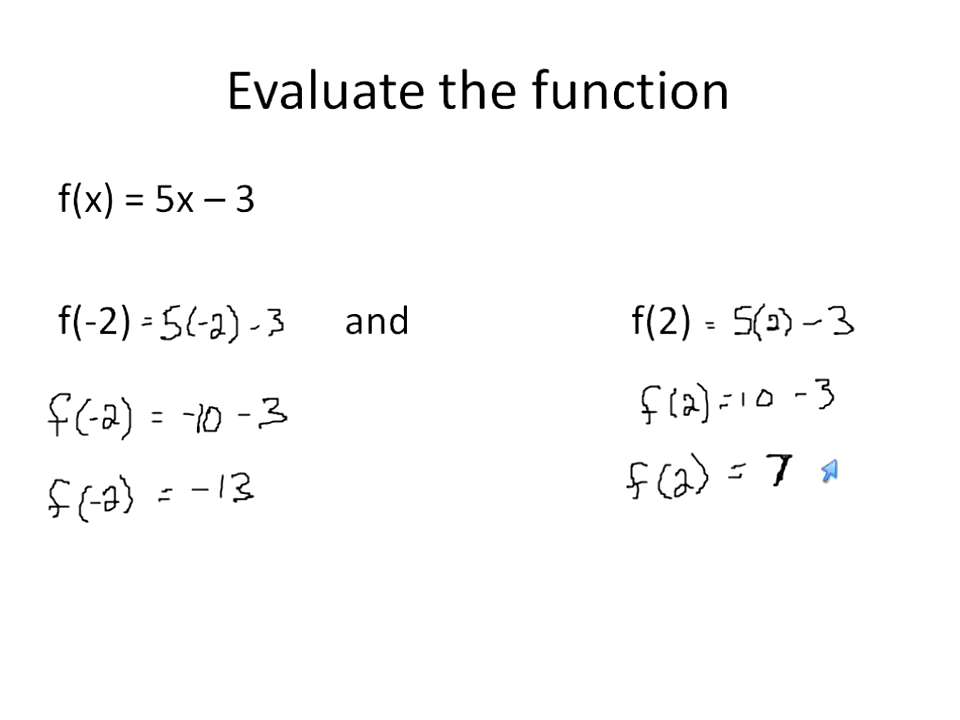 Evaluate the function
f(x) = 5x – 3
f(-2) = 5(-2) - 3 and f(2) = 5(2) - 3
f(-2) = -10 - 3 f(2) = 10 - 3
f(-2) = -13 f(2) = 7